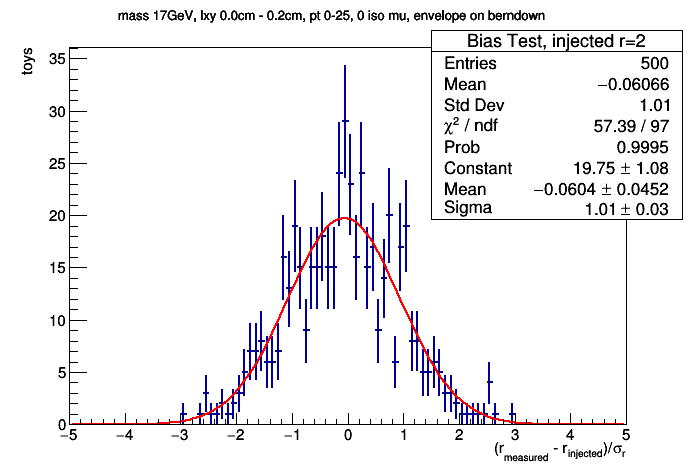 mass 17GeV, lxy 0.0cm - 0.2cm, pt 0-25, 0 iso mu, envelope on berndown
toys
Bias Test, injected r=2
Entries 500
Mean −0.06066
Std Dev 1.01
χ² / ndf 57.39 / 97
Prob 0.9995
Constant 19.75 ± 1.08
Mean −0.0604 ± 0.0452
Sigma 1.01 ± 0.03
35
30
25
20
15
10
5
0
−5 −4 −3 −2 −1 0 1 2 3 4 5
(r_measured - r_injected)/σ_r